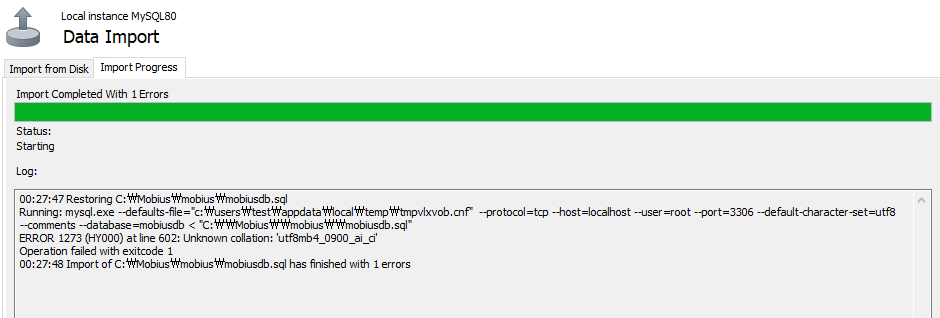 Local instance MySQL80
Data Import
Import from Disk
Import Progress
Import Completed With 1 Errors
Status:
Starting
Log:
00:27:47 Restoring C:₩Mobius₩mobius₩mobiusdb.sql
Running: mysql.exe --defaults-file="c:₩users₩test₩appdata₩local₩temp₩tmpvlxvob.cnf"  --protocol=tcp --host=localhost --user=root --port=3306 --default-character-set=utf8
--comments --database=mobiusdb < "C:₩₩Mobius₩₩mobius₩₩mobiusdb.sql"
ERROR 1273 (HY000) at line 602: Unknown collation: 'utf8mb4_0900_ai_ci'
Operation failed with exitcode 1
00:27:48 Import of C:₩Mobius₩mobius₩mobiusdb.sql has finished with 1 errors